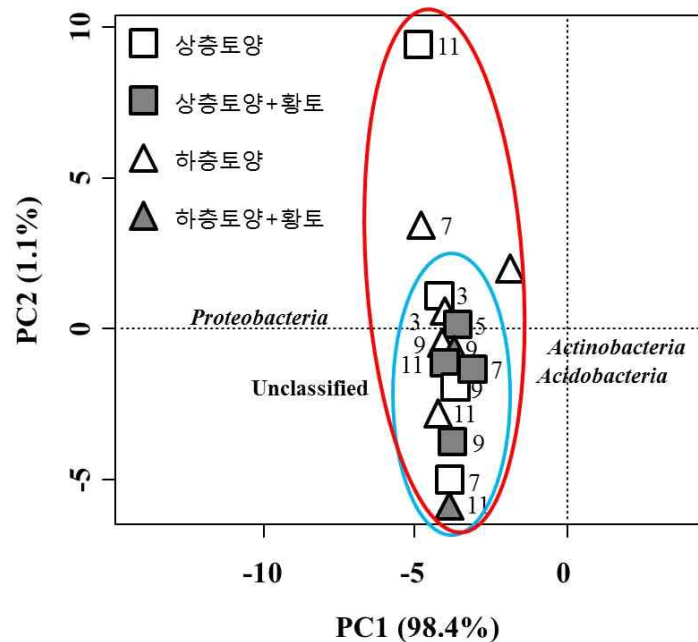 10
5
0
-5
PC2 (1.1%)
상층토양
상층토양+황토
하층토양
하층토양+황토
11
7
3
3
5
9
9
11
7
9
11
9
7
11
Proteobacteria
Unclassified
Actinobacteria
Acidobacteria
-10
-5
0
PC1 (98.4%)